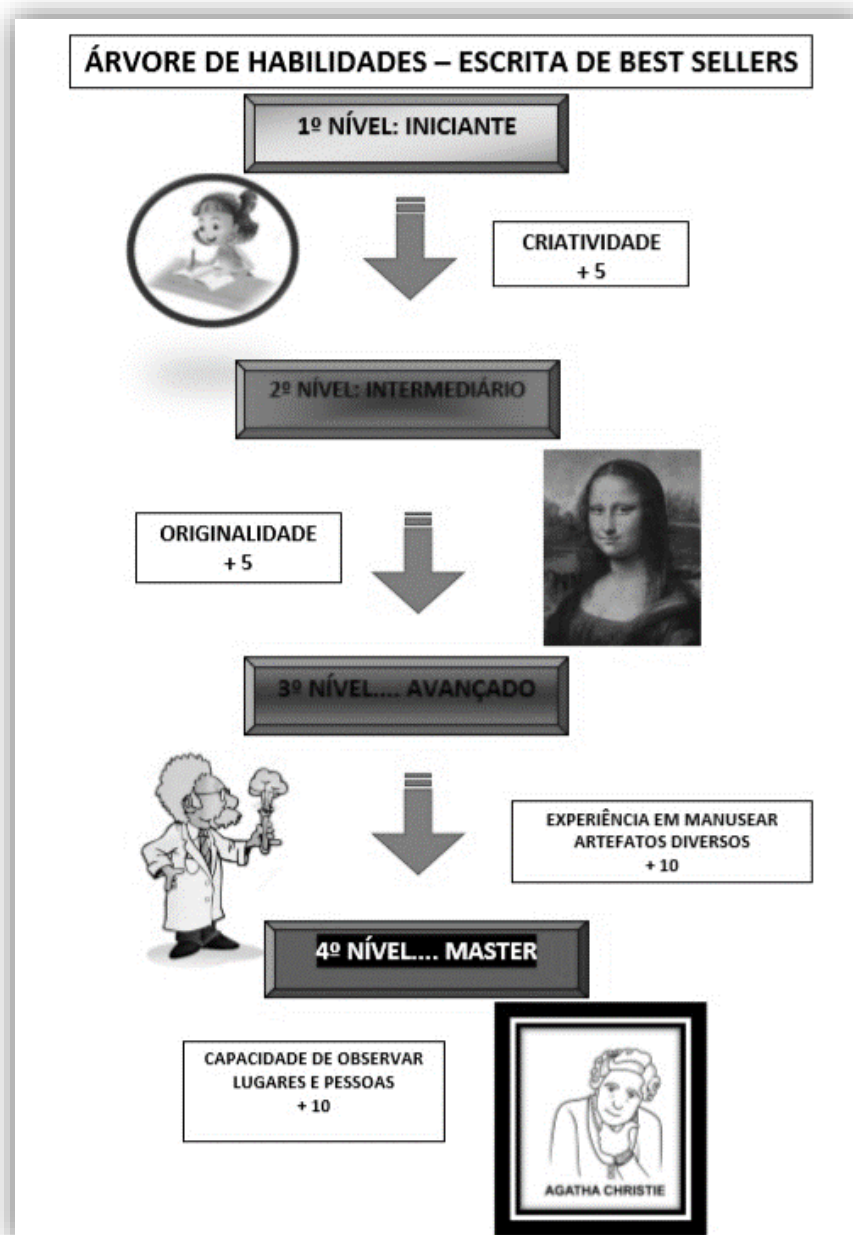 ÁRVORE DE HABILIDADES – ESCRITA DE BEST SELLERS
1º NÍVEL: INICIANTE
CRIATIVIDADE
+ 5
2º NÍVEL: INTERMEDIÁRIO
ORIGINALIDADE
+ 5
3º NÍVEL.... AVANÇADO
EXPERIÊNCIA EM MANUSEAR
ARTEFATOS DIVERSOS
+ 10
4º NÍVEL.... MASTER
CAPACIDADE DE OBSERVAR
LUGARES E PESSOAS
+ 10
AGATHA CHRISTIE